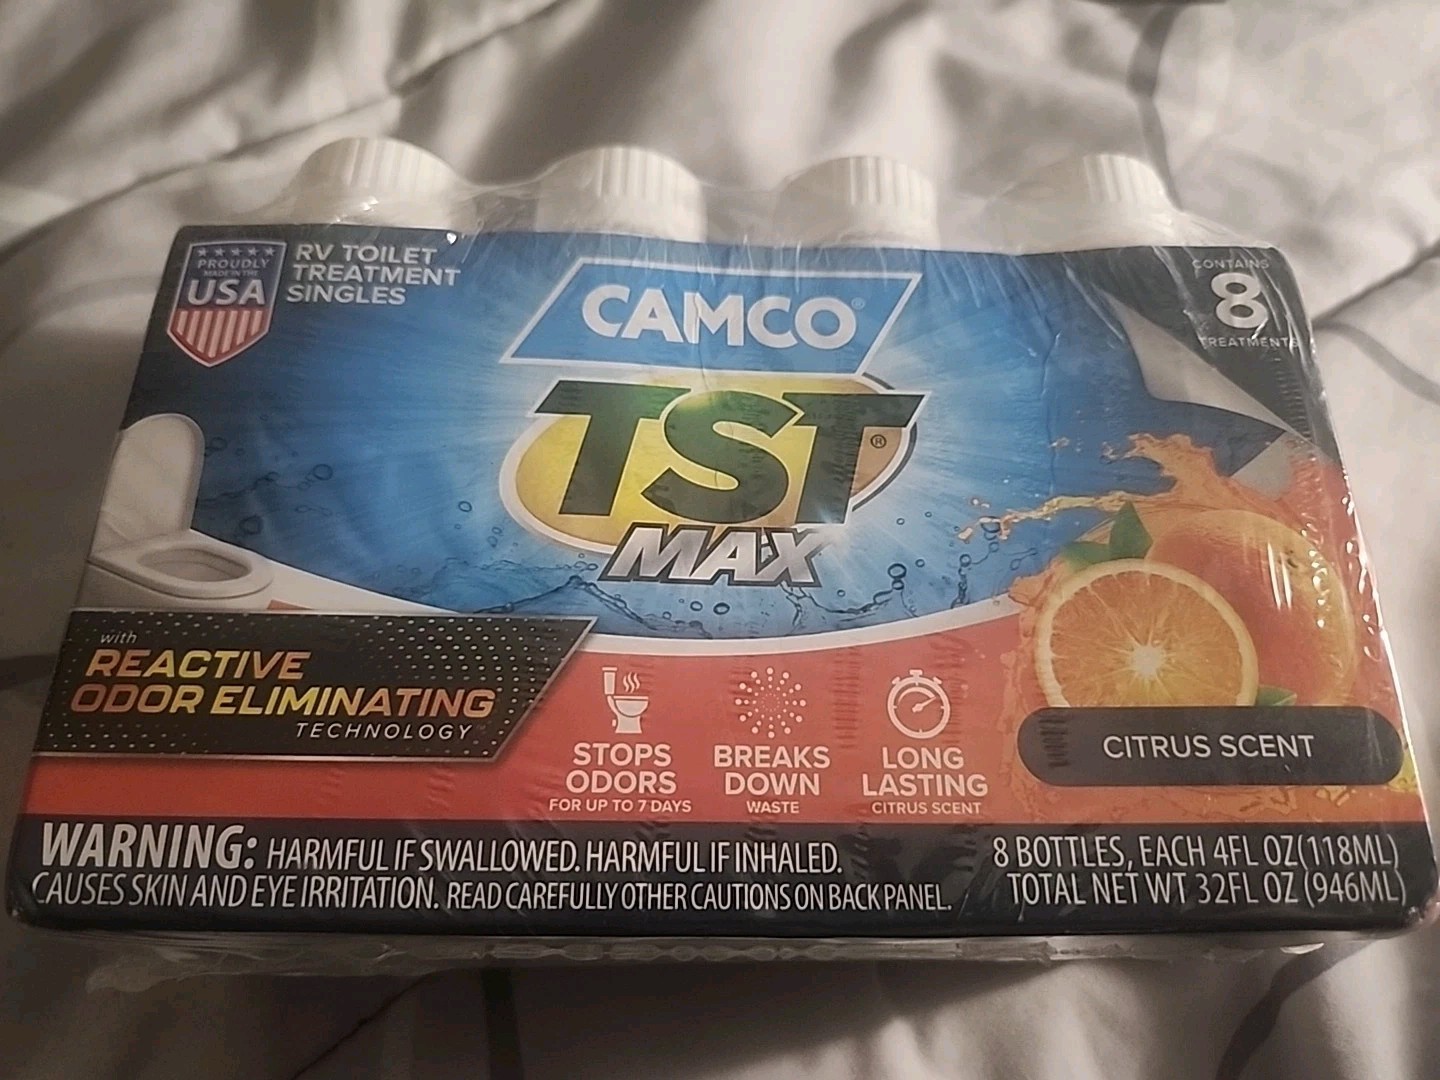 PROUDLY
MADE IN THE
USA
RV TOILET
TREATMENT
SINGLES
CAMCO®
TST®
MAX
CONTAINS
8
TREATMENTS
with
REACTIVE
ODOR ELIMINATING
TECHNOLOGY
STOPS
ODORS
FOR UP TO 7 DAYS
BREAKS
DOWN
WASTE
LONG
LASTING
CITRUS SCENT
CITRUS SCENT
WARNING: HARMFUL IF SWALLOWED. HARMFUL IF INHALED.
CAUSES SKIN AND EYE IRRITATION. READ CAREFULLY OTHER CAUTIONS ON BACK PANEL.
8 BOTTLES, EACH 4FL OZ(118ML)
TOTAL NET WT 32FL OZ (946ML)